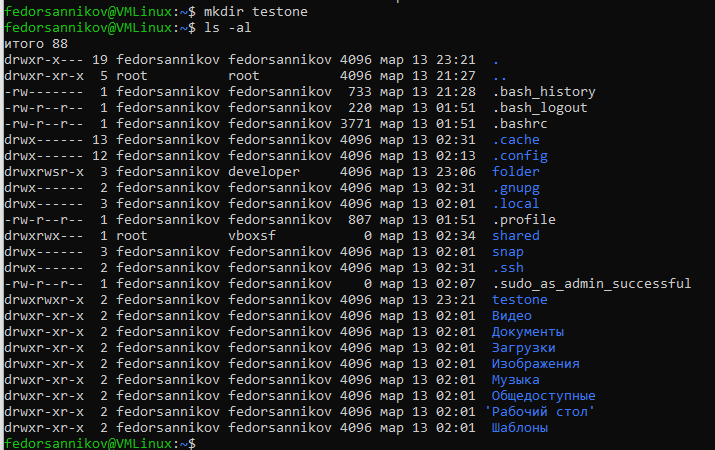 fedorsannikov@VMLinux:~$ mkdir testone
fedorsannikov@VMLinux:~$ ls -al
итого 88
drwxr-x--- 19 fedorsannikov fedorsannikov 4096 мар 13 23:21 .
drwxr-xr-x  5 root          root          4096 мар 13 21:27 ..
-rw-------  1 fedorsannikov fedorsannikov  733 мар 13 21:28 .bash_history
-rw-r--r--  1 fedorsannikov fedorsannikov  220 мар 13 01:51 .bash_logout
-rw-r--r--  1 fedorsannikov fedorsannikov 3771 мар 13 01:51 .bashrc
drwx------ 13 fedorsannikov fedorsannikov 4096 мар 13 02:31 .cache
drwx------ 12 fedorsannikov fedorsannikov 4096 мар 13 02:13 .config
drwxrwsr-x  3 fedorsannikov developer     4096 мар 13 23:06 folder
drwx------  2 fedorsannikov fedorsannikov 4096 мар 13 02:31 .gnupg
drwx------  3 fedorsannikov fedorsannikov 4096 мар 13 02:01 .local
-rw-r--r--  1 fedorsannikov fedorsannikov  807 мар 13 01:51 .profile
drwxrwx---  1 root          vboxsf           0 мар 13 02:34 shared
drwx------  3 fedorsannikov fedorsannikov 4096 мар 13 02:01 snap
drwx------  2 fedorsannikov fedorsannikov 4096 мар 13 02:31 .ssh
-rw-r--r--  1 fedorsannikov fedorsannikov    0 мар 13 02:07 .sudo_as_admin_successful
drwxrwxr-x  2 fedorsannikov fedorsannikov 4096 мар 13 23:21 testone
drwxr-xr-x  2 fedorsannikov fedorsannikov 4096 мар 13 02:01 Видео
drwxr-xr-x  2 fedorsannikov fedorsannikov 4096 мар 13 02:01 Документы
drwxr-xr-x  2 fedorsannikov fedorsannikov 4096 мар 13 02:01 Загрузки
drwxr-xr-x  2 fedorsannikov fedorsannikov 4096 мар 13 02:01 Изображения
drwxr-xr-x  2 fedorsannikov fedorsannikov 4096 мар 13 02:01 Музыка
drwxr-xr-x  2 fedorsannikov fedorsannikov 4096 мар 13 02:01 Общедоступные
drwxr-xr-x  2 fedorsannikov fedorsannikov 4096 мар 13 02:01 'Рабочий стол'
drwxr-xr-x  2 fedorsannikov fedorsannikov 4096 мар 13 02:01 Шаблоны
fedorsannikov@VMLinux:~$